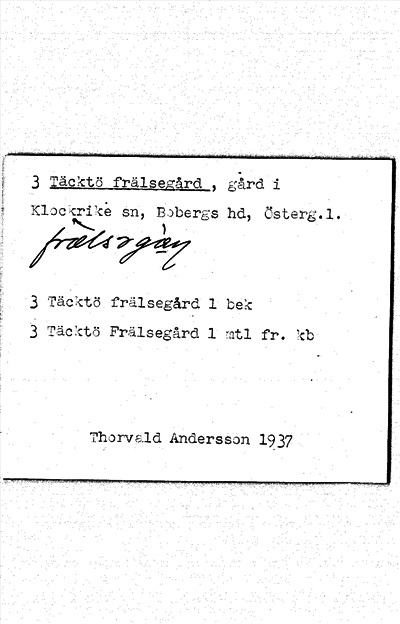 3 Täcktö frälsegård , gård i
Klockrike sn, Bobergs hd, Österg.l.
3 Täcktö frälsegård 1 bek
3 Täcktö Frälsegård 1 mtl fr. kb
Thorvald Andersson 1937